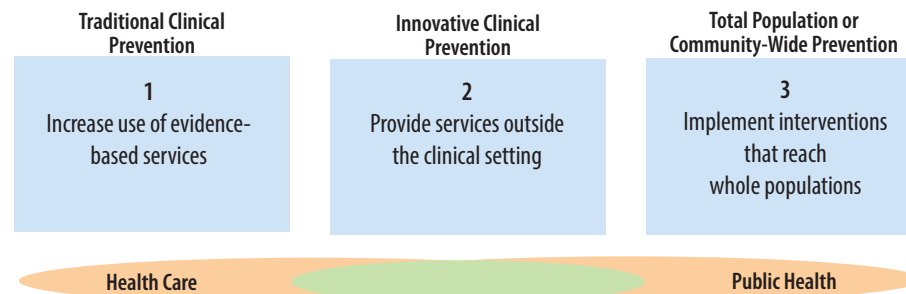 Traditional Clinical
Prevention
1
Increase use of evidence-
based services
Innovative Clinical
Prevention
2
Provide services outside
the clinical setting
Total Population or
Community-Wide Prevention
3
Implement interventions
that reach
whole populations
Health Care
Public Health